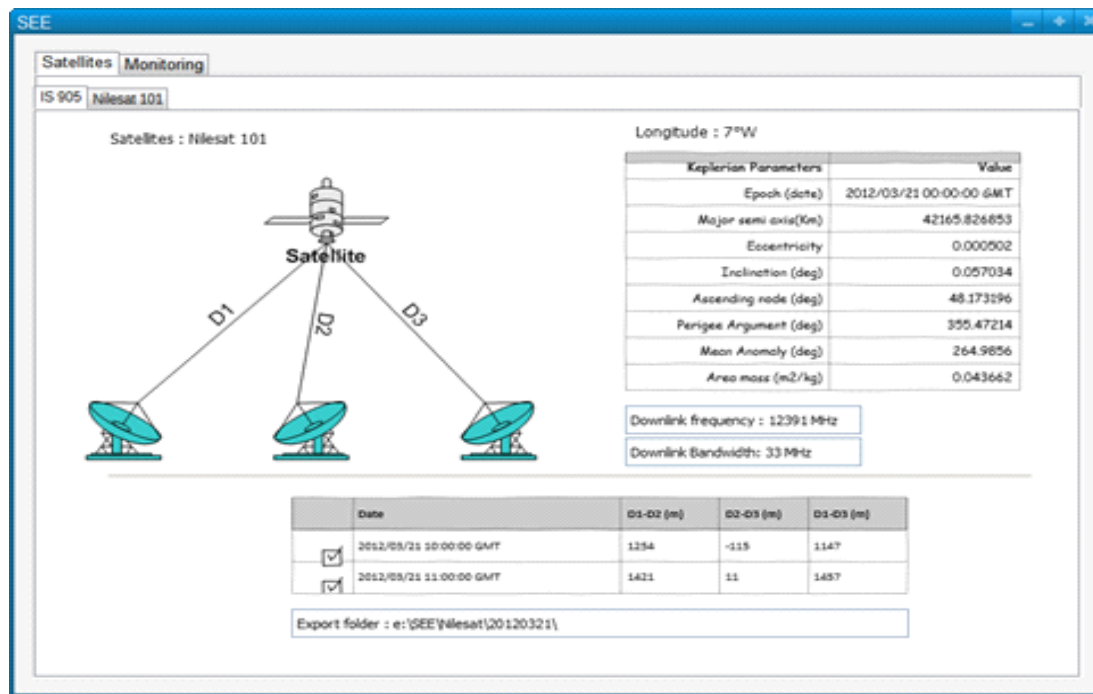 SEE
Satellites Monitoring
IS 905 Nilesat 101
Satellites : Nilesat 101
Longitude : 7°W
Keplerian Parameters Value
Epoch (date) 2012/03/21 00:00:00 GMT
Major semi axis(Km) 42165.826853
Eccentricity 0.000502
Inclination (deg) 0.057034
Ascending node (deg) 48.173196
Perigee Argument (deg) 355.47214
Mean Anomaly (deg) 264.9856
Area mass (m2/kg) 0.043662
Satellite
D1
D2
D3
Downlink frequency : 12391 MHz
Downlink Bandwidth: 33 MHz
Date D1-D2 (m) D2-D3 (m) D1-D3 (m)
2012/03/21 10:00:00 GMT 1254 -115 1147
2012/03/21 11:00:00 GMT 1421 11 1457
Export folder : e:\SEE\Nilesat\20120321\